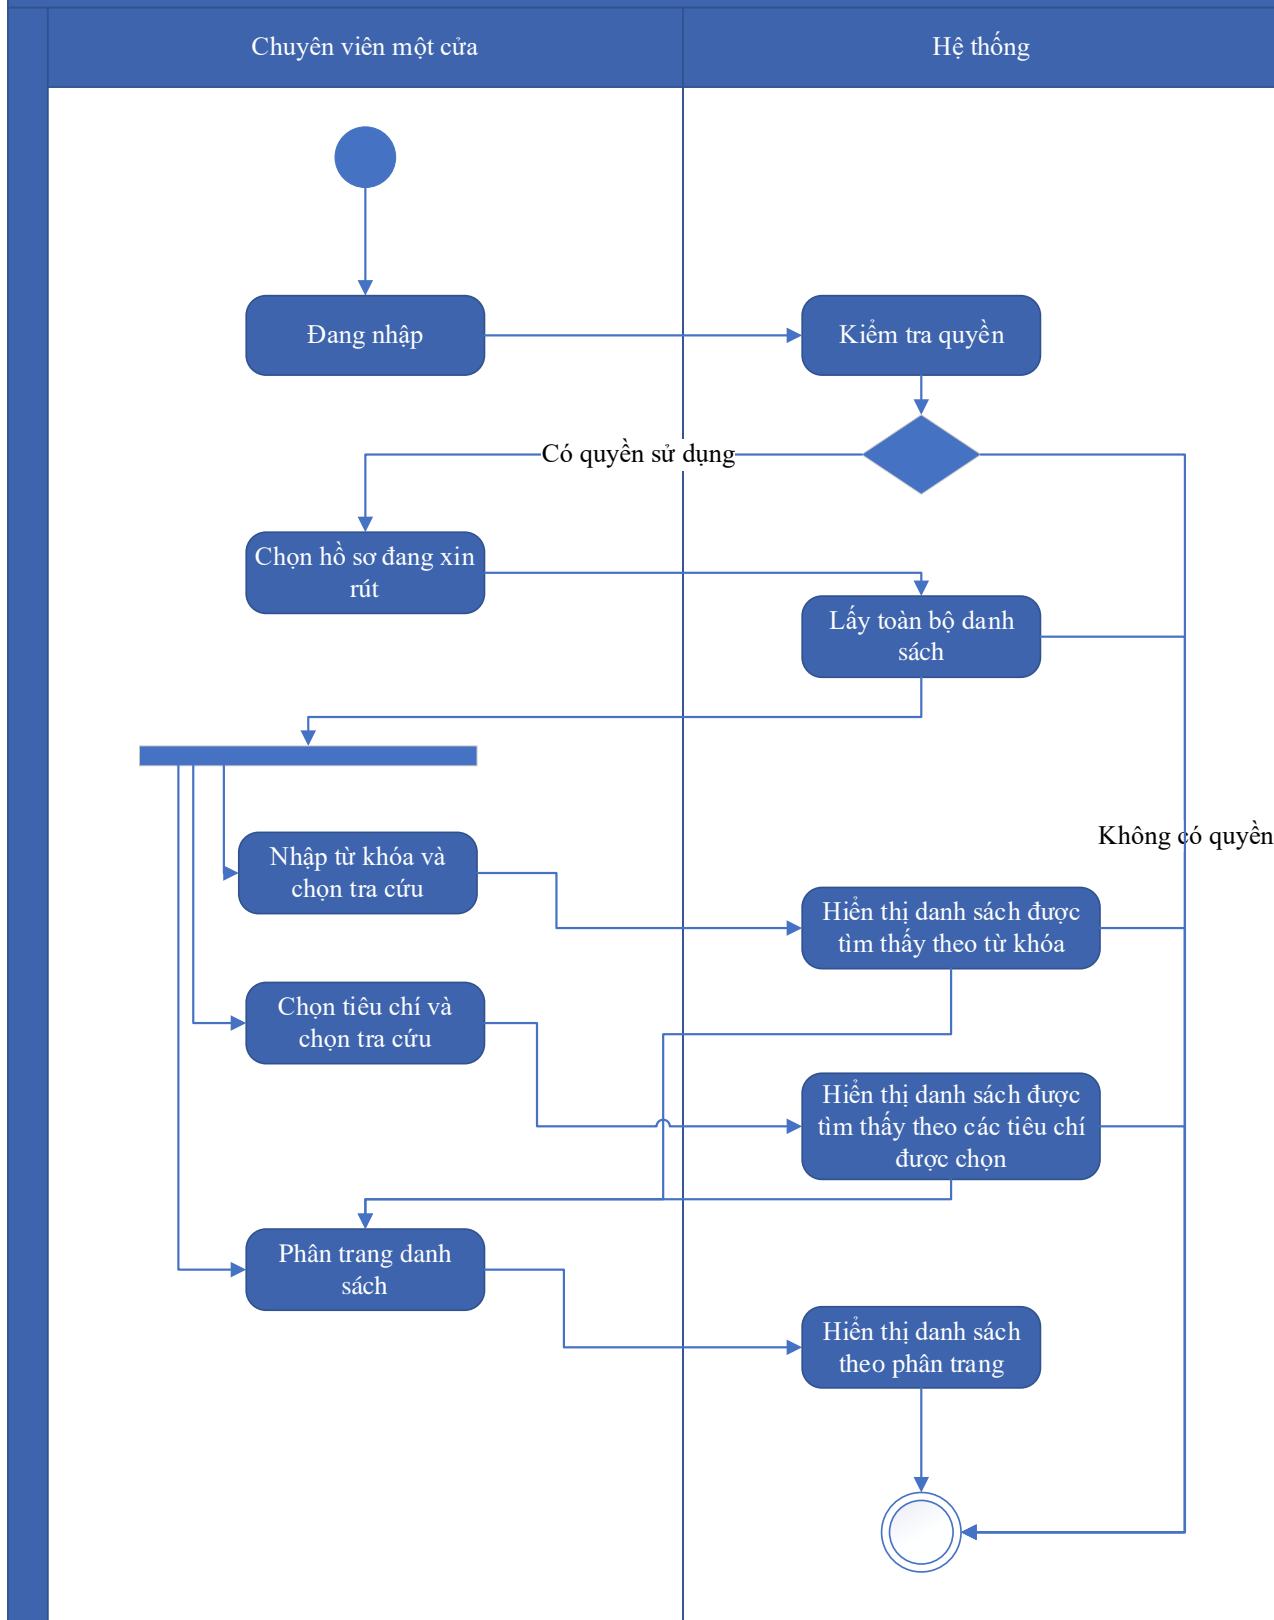 Chuyên viên một cửa
Hệ thống
Đang nhập
Kiểm tra quyền
Có quyền sử dụng
Chọn hồ sơ đang xin
rút
Lấy toàn bộ danh
sách
Không có quyền
Nhập từ khóa và
chọn tra cứu
Hiển thị danh sách được
tìm thấy theo từ khóa
Chọn tiêu chí và
chọn tra cứu
Hiển thị danh sách được
tìm thấy theo các tiêu chí
được chọn
Phân trang danh
sách
Hiển thị danh sách
theo phân trang